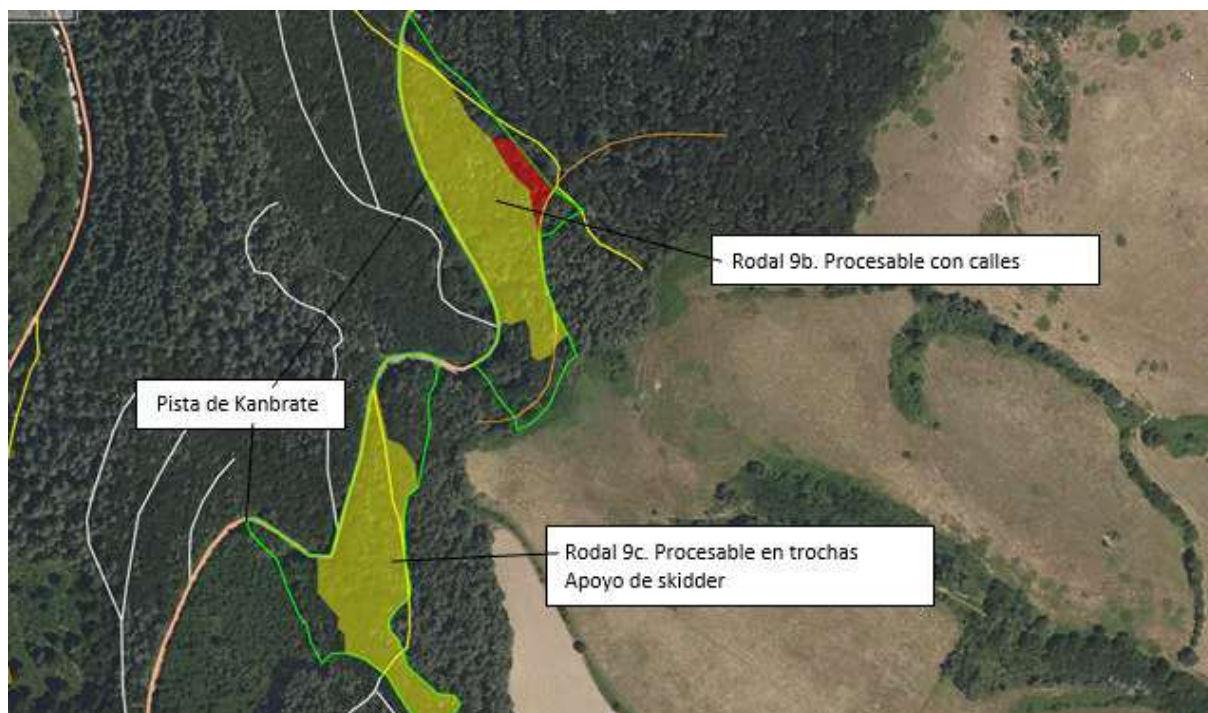 Rodal 9b. Procesable con calles
Pista de Kanbrate
Rodal 9c. Procesable en trochas
Apoyo de skidder